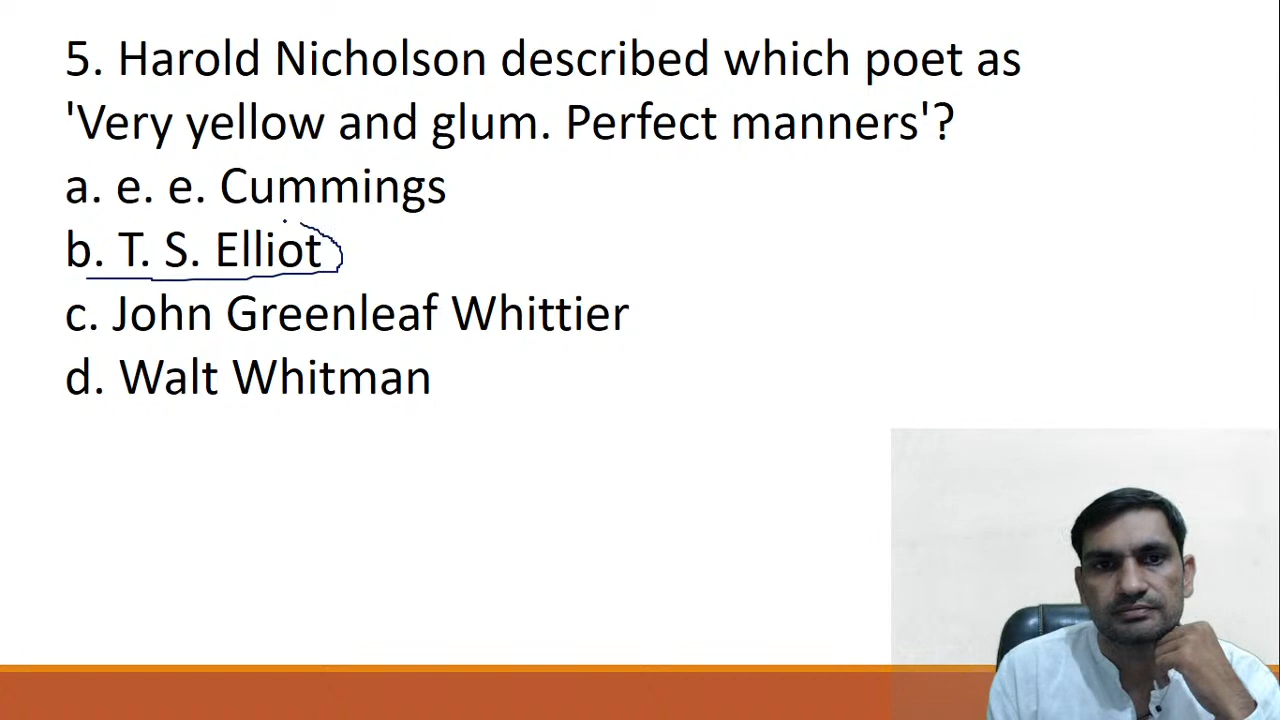 5. Harold Nicholson described which poet as
'Very yellow and glum. Perfect manners'?
a. e. e. Cummings
b. T. S. Elliot
c. John Greenleaf Whittier
d. Walt Whitman